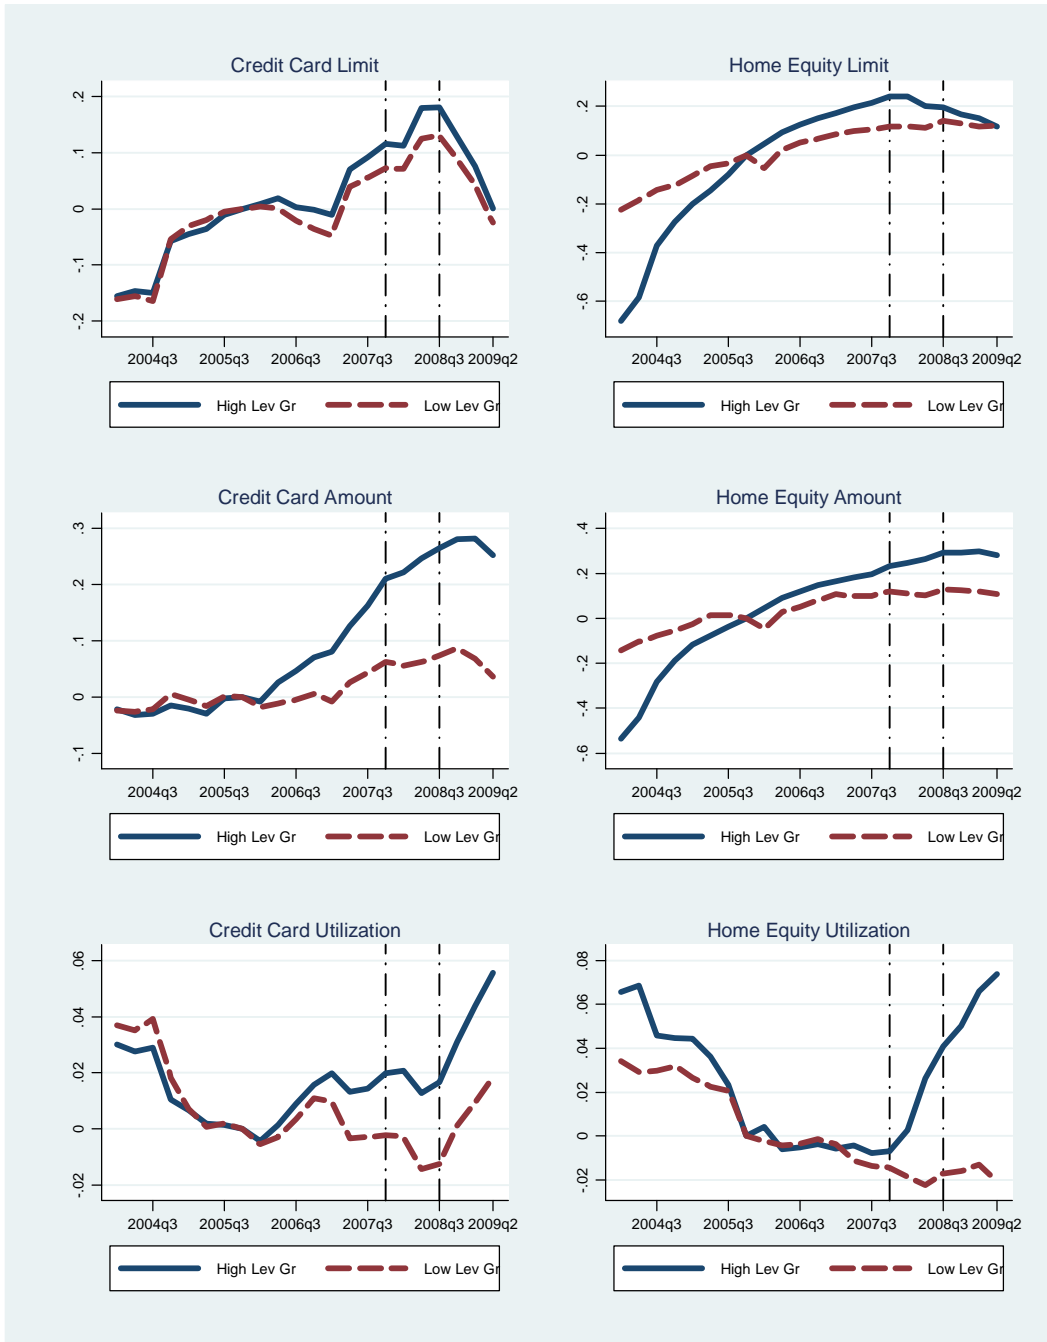 Credit Card Limit
.2
.1
0
-.1
-.2
2004q3 2005q3 2006q3 2007q3 2008q3 2009q2
High Lev Gr Low Lev Gr
Home Equity Limit
.2
0
-.2
-.4
-.6
2004q3 2005q3 2006q3 2007q3 2008q3 2009q2
High Lev Gr Low Lev Gr
Credit Card Amount
.3
.2
.1
0
-.1
2004q3 2005q3 2006q3 2007q3 2008q3 2009q2
High Lev Gr Low Lev Gr
Home Equity Amount
.4
.2
0
-.2
-.4
-.6
2004q3 2005q3 2006q3 2007q3 2008q3 2009q2
High Lev Gr Low Lev Gr
Credit Card Utilization
.06
.04
.02
0
-.02
2004q3 2005q3 2006q3 2007q3 2008q3 2009q2
High Lev Gr Low Lev Gr
Home Equity Utilization
.08
.06
.04
.02
0
-.02
2004q3 2005q3 2006q3 2007q3 2008q3 2009q2
High Lev Gr Low Lev Gr